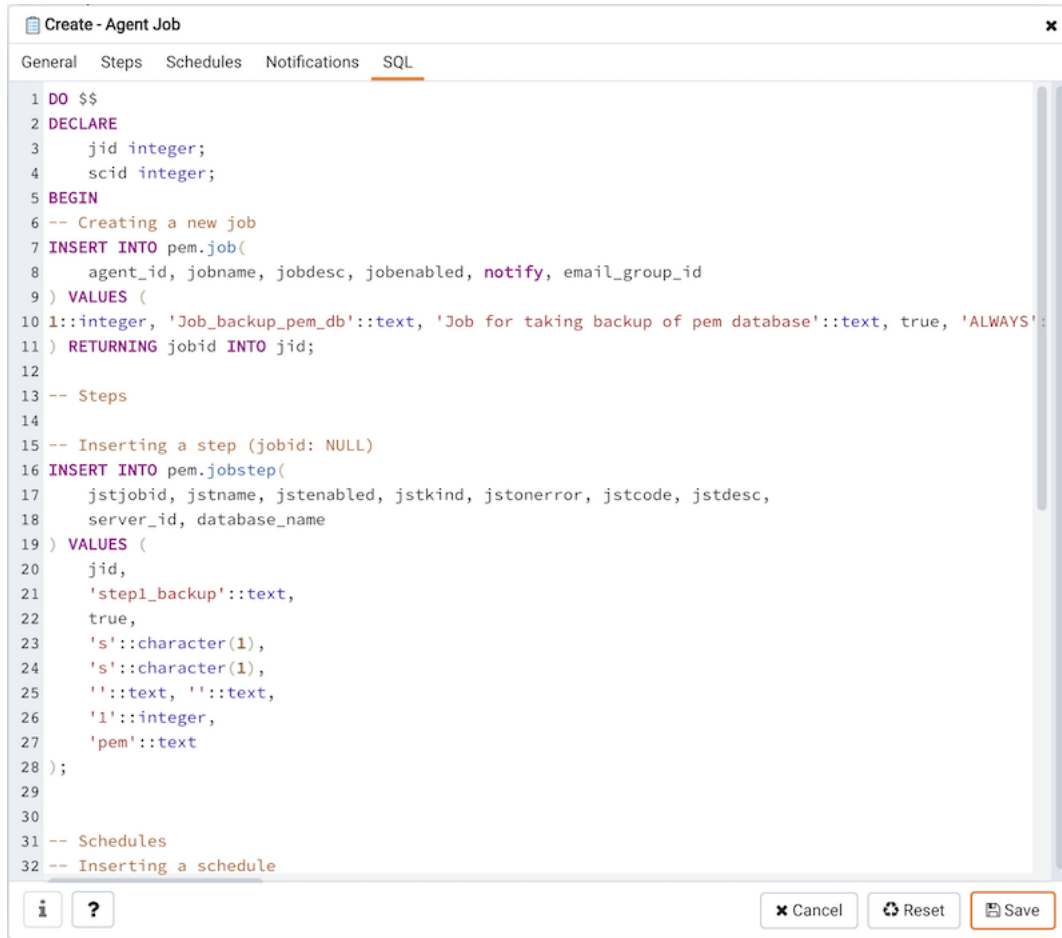 Create - Agent Job
General Steps Schedules Notifications SQL
1 DO $$
2 DECLARE
3 jid integer;
4 scid integer;
5 BEGIN
6 -- Creating a new job
7 INSERT INTO pem.job(
8 agent_id, jobname, jobdesc, jobenabled, notify, email_group_id
9 ) VALUES (
10 1::integer, 'Job_backup_pem_db'::text, 'Job for taking backup of pem database'::text, true, 'ALWAYS':
11 ) RETURNING jobid INTO jid;
12
13 -- Steps
14
15 -- Inserting a step (jobid: NULL)
16 INSERT INTO pem.jobstep(
17 jstjobid, jstname, jstenabled, jstkind, jstonerror, jstcode, jstdesc,
18 server_id, database_name
19 ) VALUES (
20 jid,
21 'step1_backup'::text,
22 true,
23 's'::character(1),
24 's'::character(1),
25 ''::text, ''::text,
26 '1'::integer,
27 'pem'::text
28 );
29
30
31 -- Schedules
32 -- Inserting a schedule
i ? Cancel Reset Save